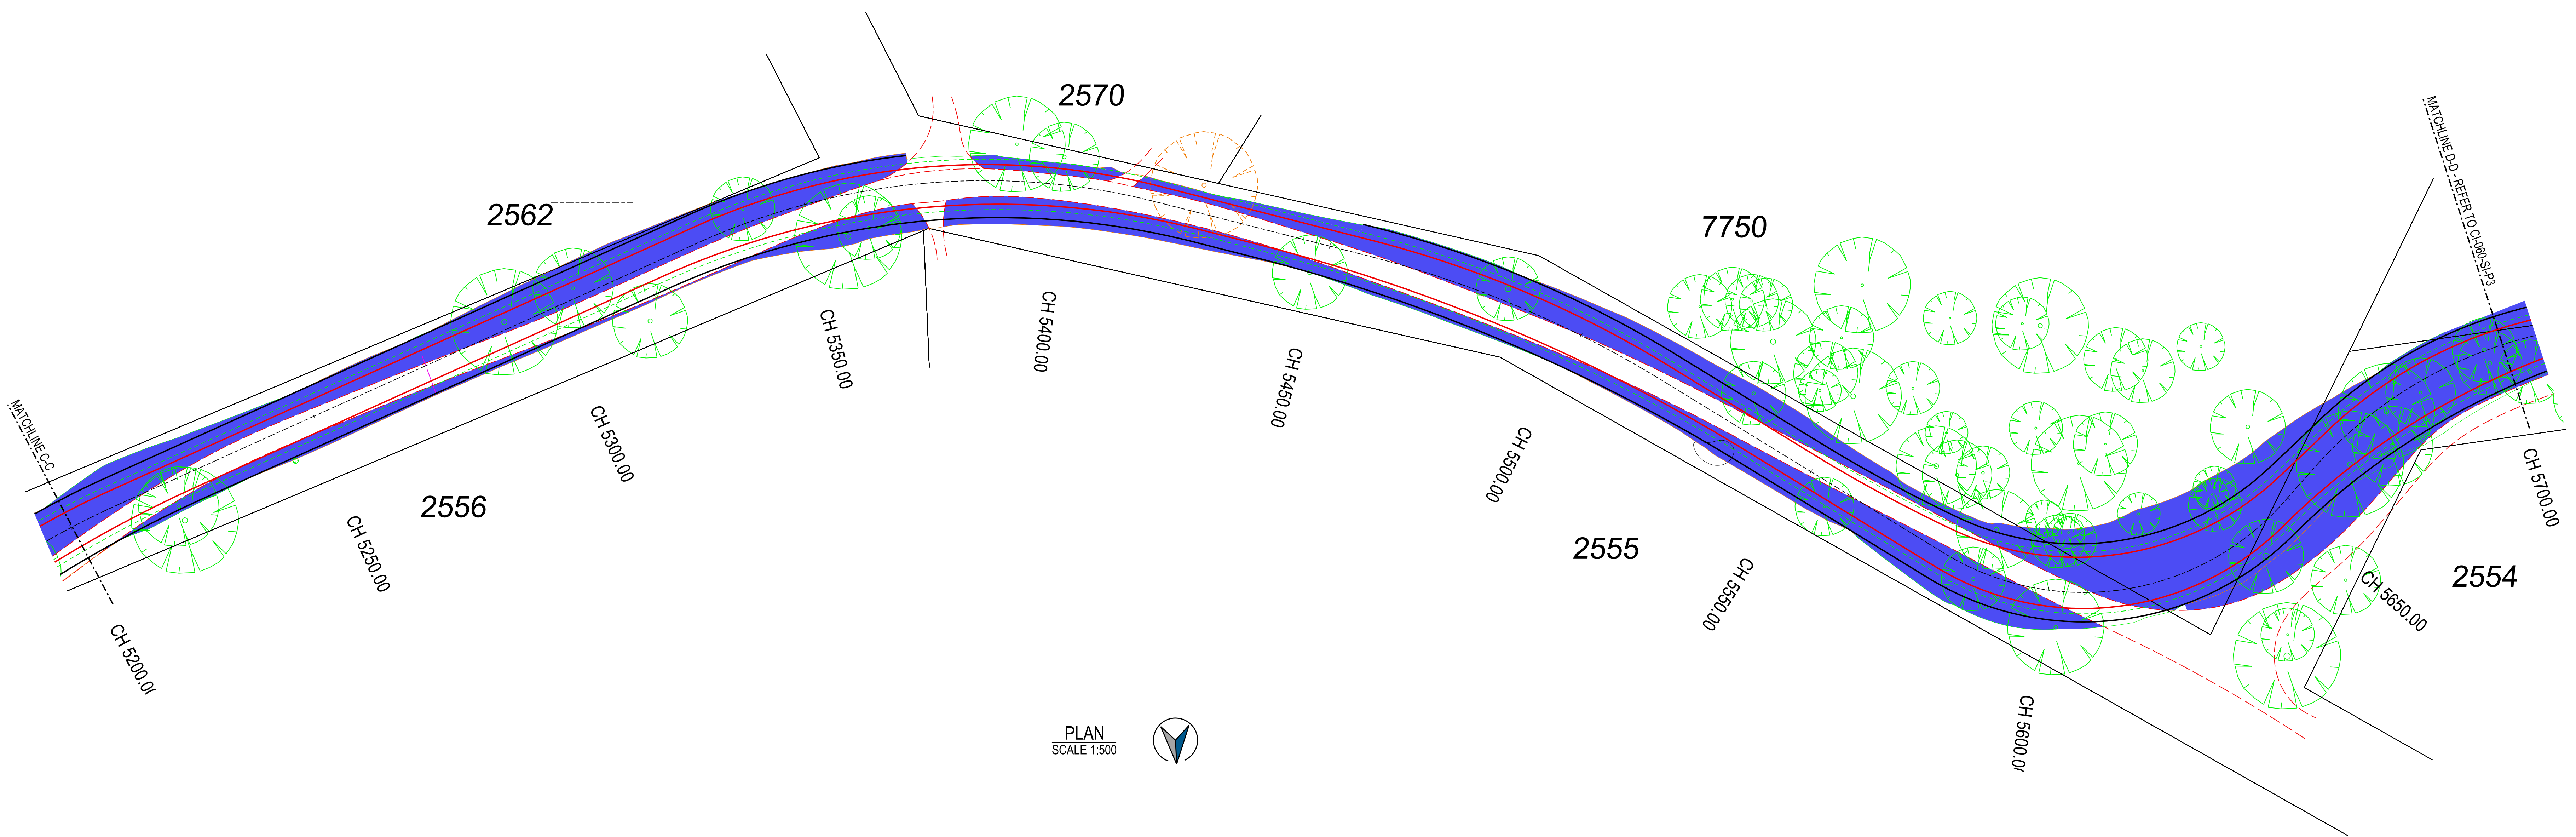 2570
2562
7750
MATCHLINE D-D - REFER TO CI-060-SI-P3
MATCHLINE C-C
2556
2555
2554
CH 5200.0(
CH 5250.00
CH 5300.00
CH 5350.00
CH 5400.00
CH 5450.00
CH 5500.00
CH 5550.00
CH 5600.0(
CH 5650.00
CH 5700.00
PLAN
SCALE 1:500